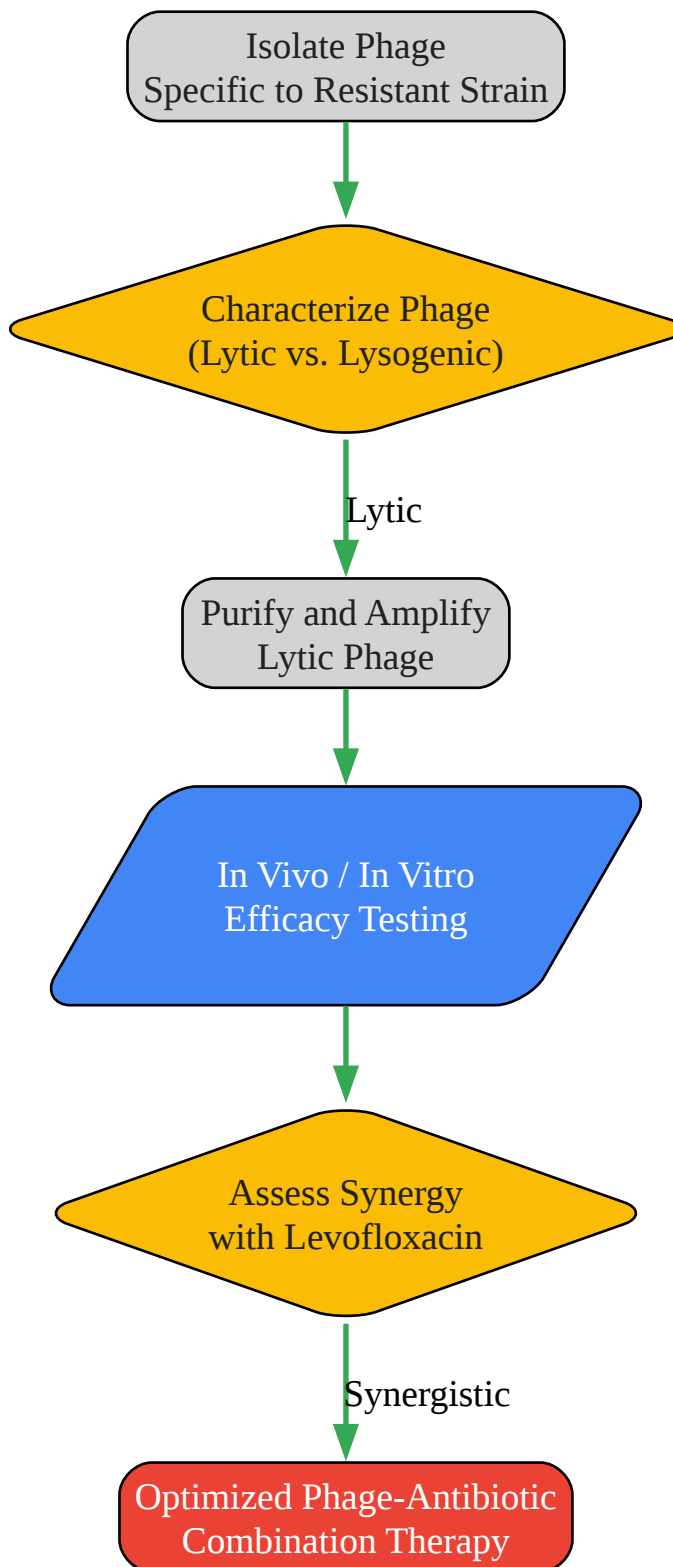 Isolate Phage
Specific to Resistant Strain
Characterize Phage
(Lytic vs. Lysogenic)
Lytic
Purify and Amplify
Lytic Phage
In Vivo / In Vitro
Efficacy Testing
Assess Synergy
with Levofloxacin
Synergistic
Optimized Phage-Antibiotic
Combination Therapy